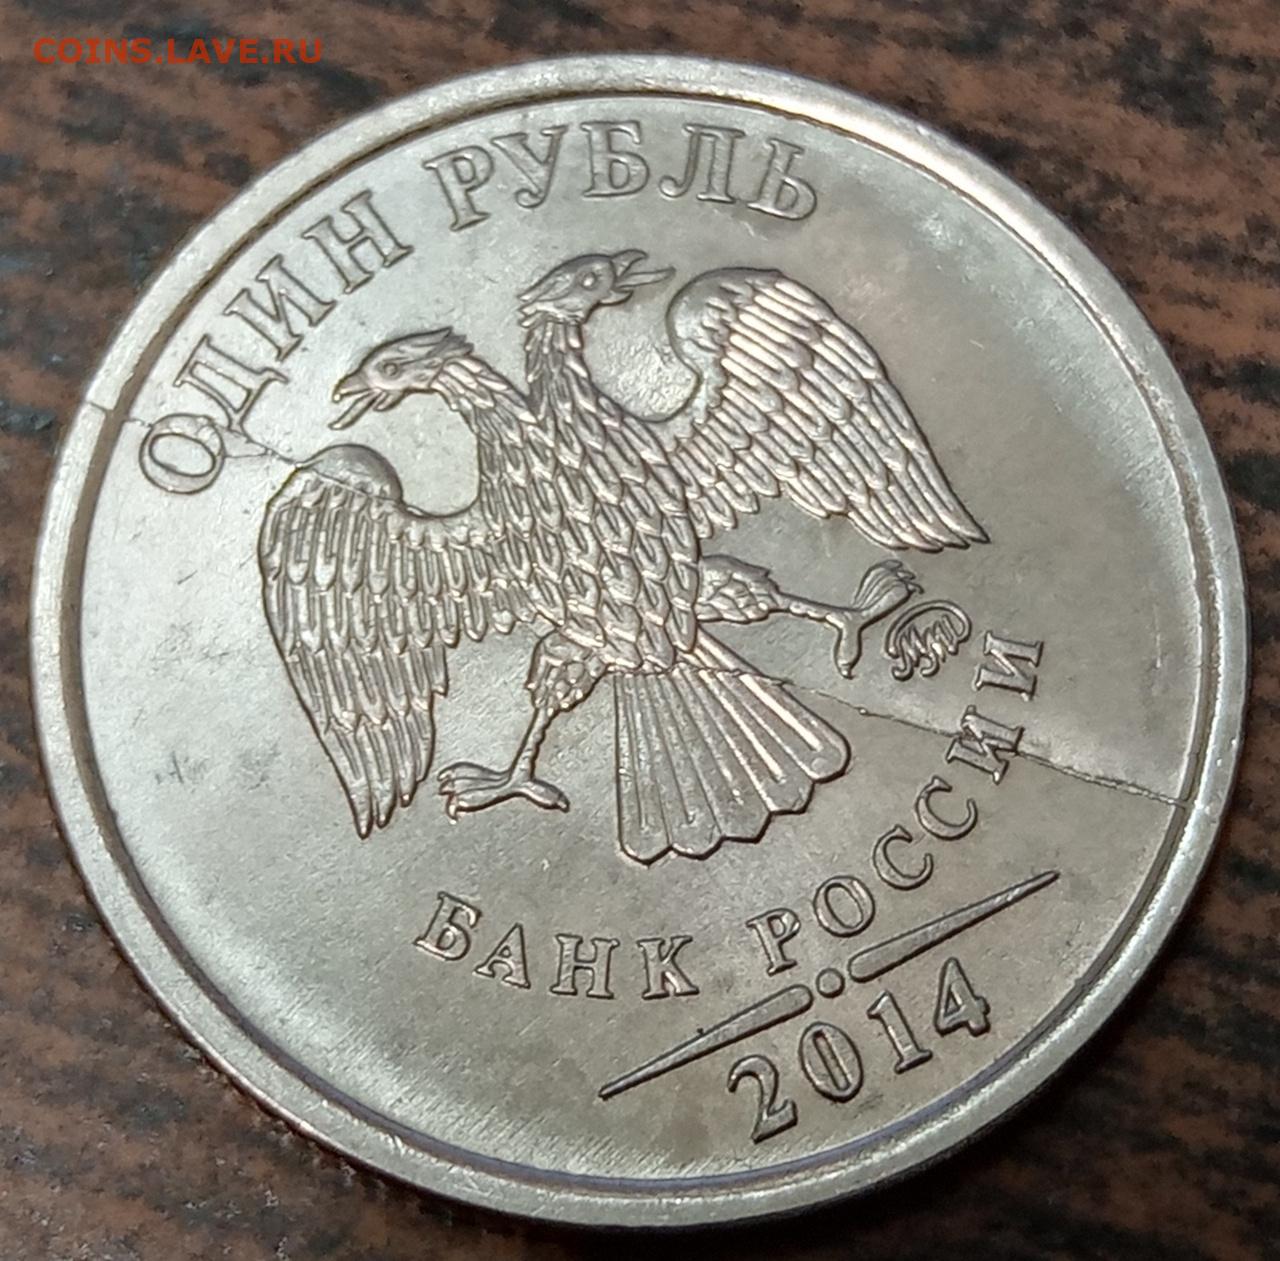 COINS.LAVE.RU
ОДИН РУБЛЬ
БАНК РОССИИ
2014